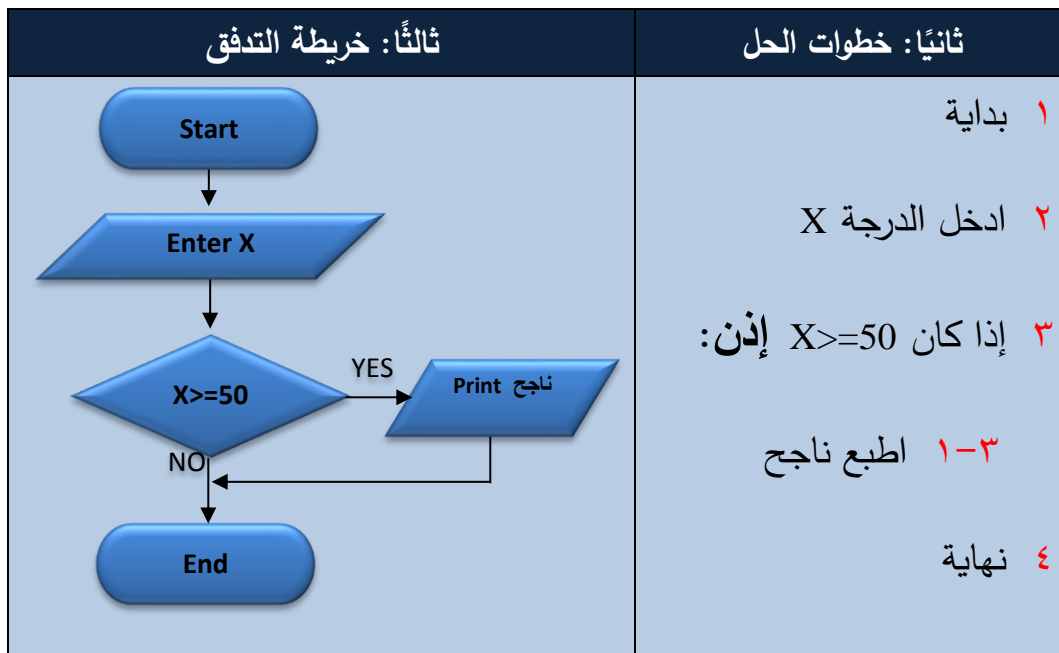 ثانيًا: خطوات الحل
١ بداية
٢ ادخل الدرجة X
٣ إذا كان X>=50 إذن:
٣-١ اطبع ناجح
٤ نهاية
ثالثًا: خريطة التدفق
Start
Enter X
X>=50
YES
Print ناجح
NO
End